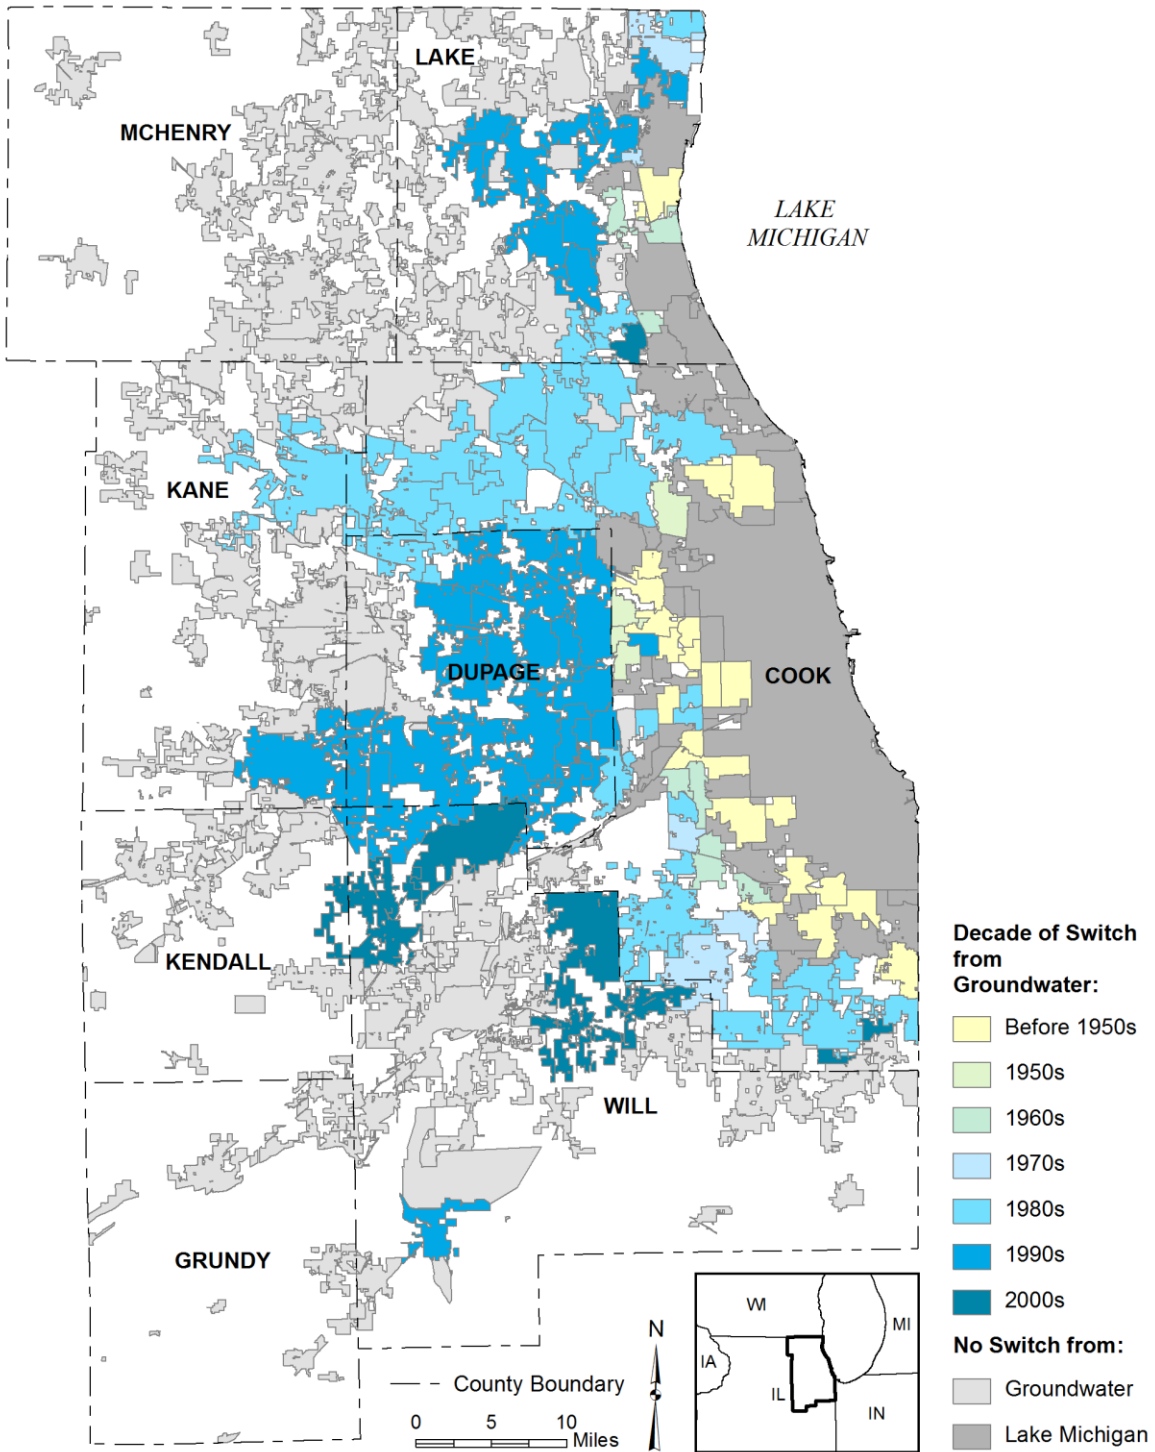 LAKE
MCHENRY
LAKE
MICHIGAN
KANE
DUPAGE
COOK
KENDALL
WILL
GRUNDY
Decade of Switch
from
Groundwater:
Before 1950s
1950s
1960s
1970s
1980s
1990s
2000s
No Switch from:
Groundwater
Lake Michigan
County Boundary
0 5 10
Miles
N
WI
MI
IA
IL
IN